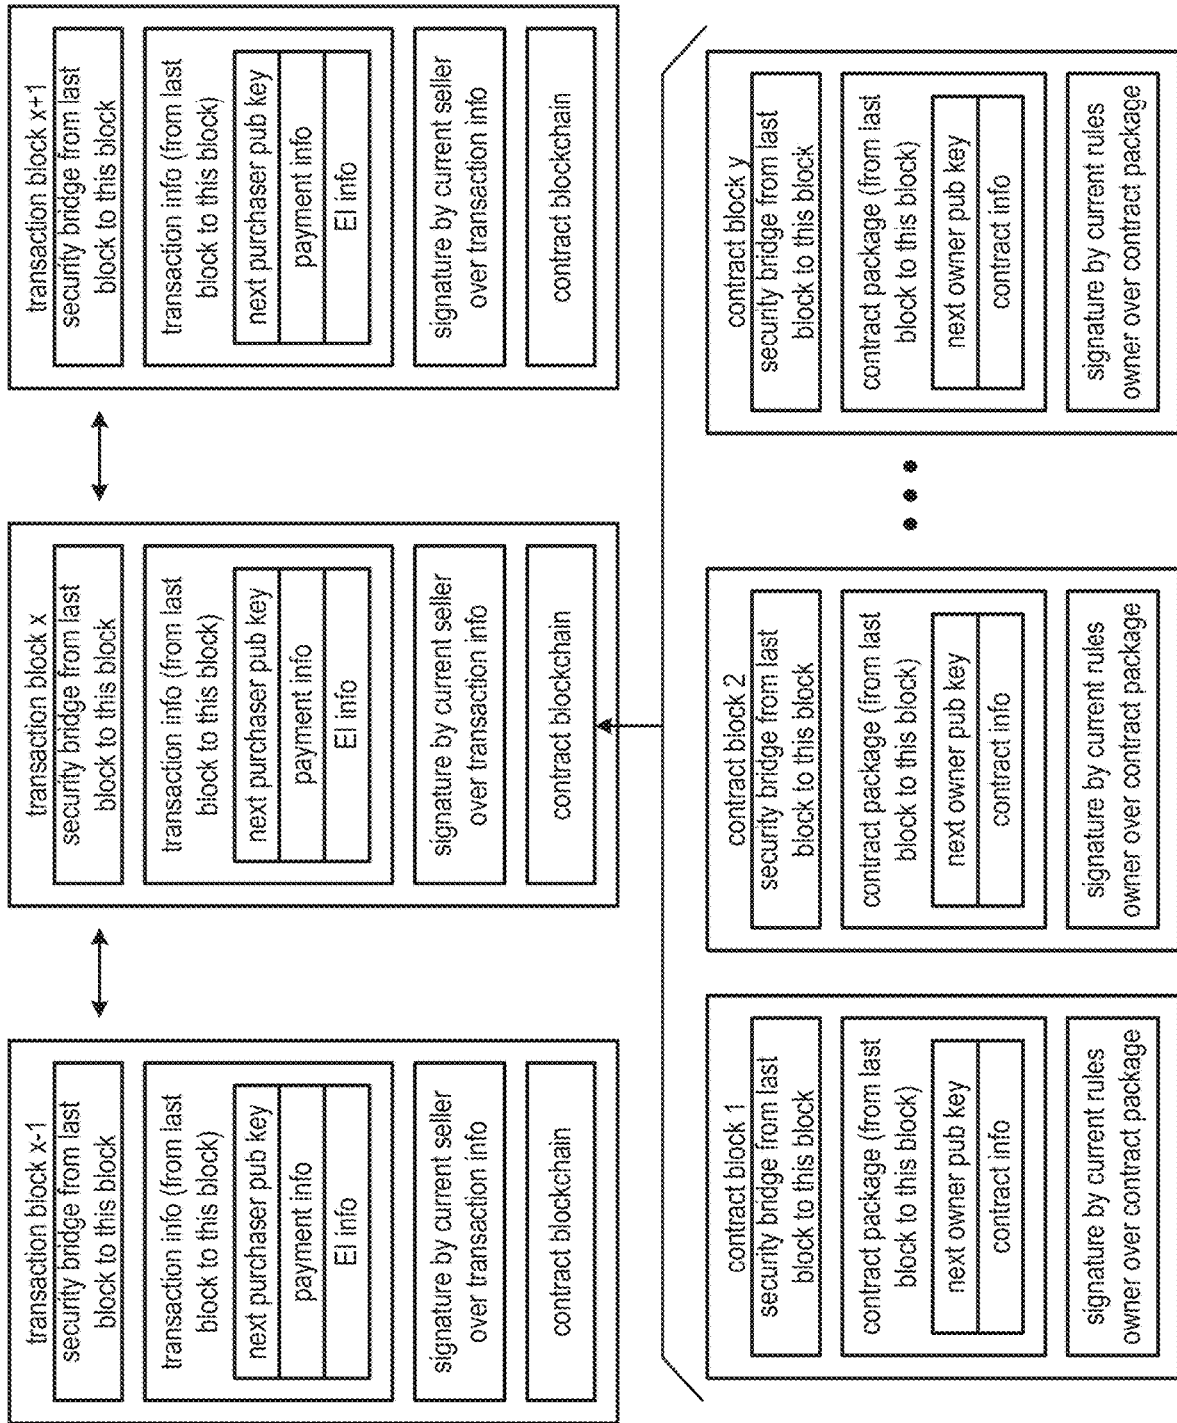 transaction block x-1
security bridge from last
block to this block
transaction info (from last
block to this block)
next purchaser pub key
payment info
EI info
signature by current seller
over transaction info
contract blockchain
transaction block x
security bridge from last
block to this block
transaction info (from last
block to this block)
next purchaser pub key
payment info
EI info
signature by current seller
over transaction info
contract blockchain
transaction block x+1
security bridge from last
block to this block
transaction info (from last
block to this block)
next purchaser pub key
payment info
EI info
signature by current seller
over transaction info
contract blockchain
contract block 1
security bridge from last
block to this block
contract package (from last
block to this block)
next owner pub key
contract info
signature by current rules
owner over contract package
contract block 2
security bridge from last
block to this block
contract package (from last
block to this block)
next owner pub key
contract info
signature by current rules
owner over contract package
contract block y
security bridge from last
block to this block
contract package (from last
block to this block)
next owner pub key
contract info
signature by current rules
owner over contract package